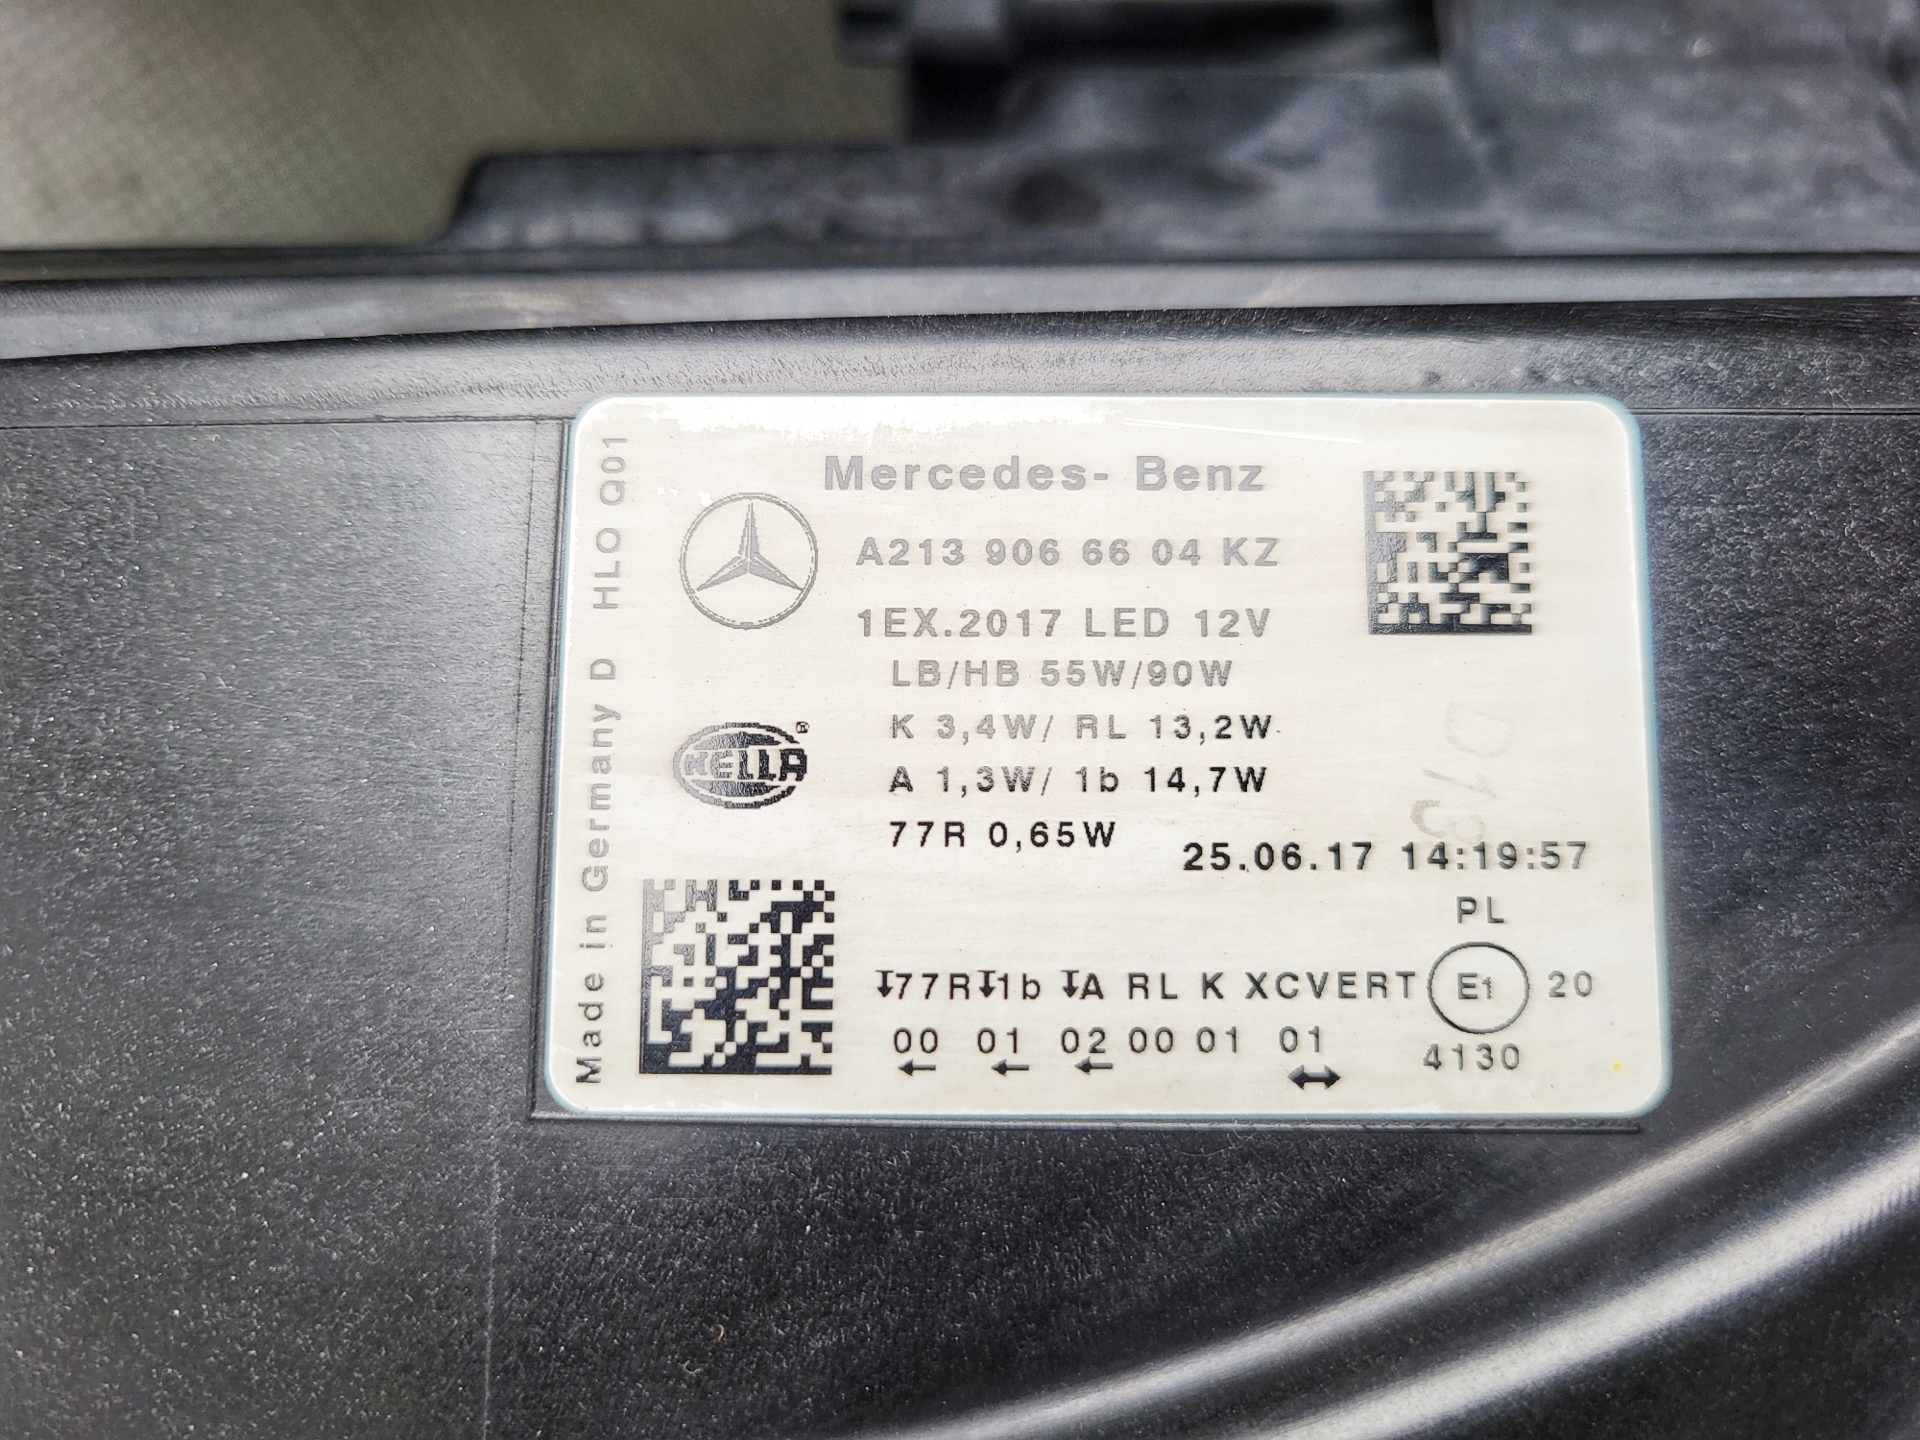 Mercedes- Benz
A213 906 66 04 KZ
1EX.2017 LED 12V
LB/HB 55W/90W
K 3,4W/ RL 13,2W
HELLA®
A 1,3W/ 1b 14,7W
77R 0,65W
25.06.17 14:19:57
PL
↧77R↧1b ↧A RL K XCVERT E1 20
00 01 02 00 01 01 4130
← ← ← ↔
Made in Germany D HLO Q01